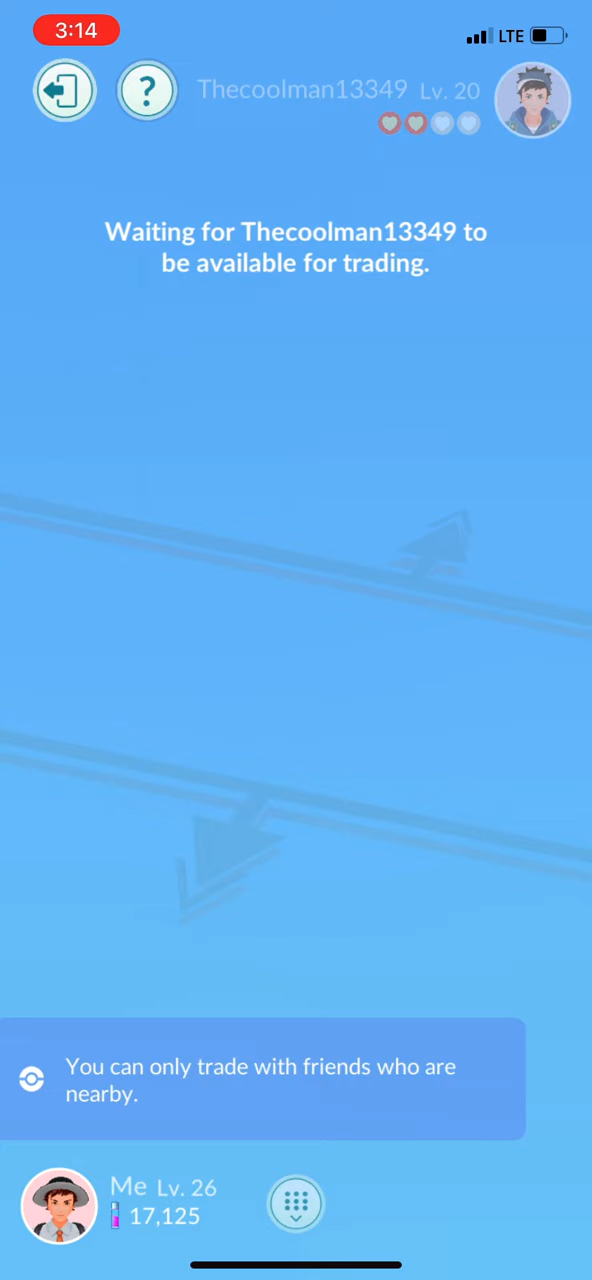 3:14
LTE
?
Thecoolman13349 Lv. 20
Waiting for Thecoolman13349 to
be available for trading.
You can only trade with friends who are
nearby.
Me Lv. 26
17,125